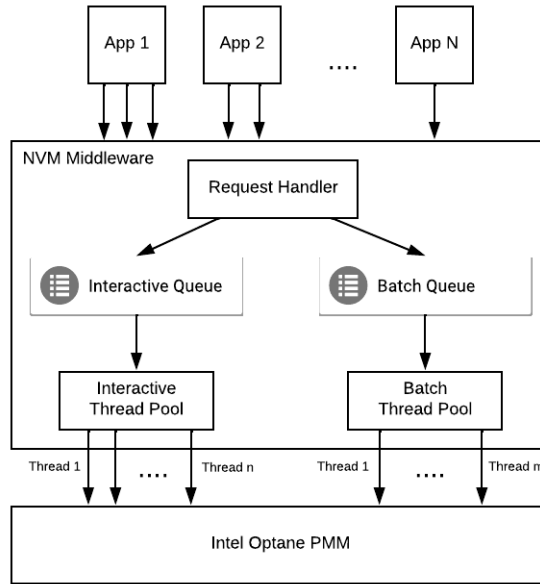 App 1
App 2
....
App N
NVM Middleware
Request Handler
Interactive Queue
Batch Queue
Interactive
Thread Pool
Batch
Thread Pool
Thread 1
....
Thread n
Thread 1
....
Thread m
Intel Optane PMM